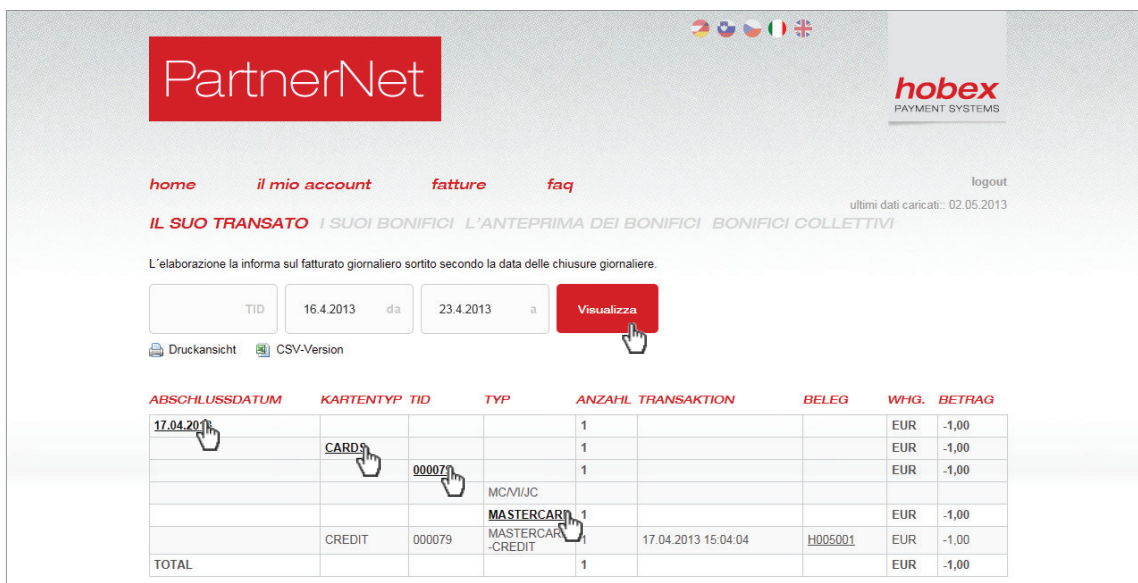 PartnerNet
hobex
PAYMENT SYSTEMS
home il mio account fatture faq
logout
ultimi dati caricati:: 02.05.2013
IL SUO TRANSATO I SUOI BONIFICI L'ANTEPRIMA DEI BONIFICI BONIFICI COLLETTIVI
L´elaborazione la informa sul fatturato giornaliero sortito secondo la data delle chiusure giornaliere.
TID 16.4.2013 da 23.4.2013 a Visualizza
Druckansicht CSV-Version
ABSCHLUSSDATUM KARTENTYP TID TYP ANZAHL TRANSAKTION BELEG WHG. BETRAG
17.04.2013 1 EUR -1,00
CARDS 1 EUR -1,00
000079 1 EUR -1,00
MC/VI/JC
MASTERCARD 1 EUR -1,00
CREDIT 000079 MASTERCARD 1 17.04.2013 15:04:04 H005001 EUR -1,00
-CREDIT
TOTAL 1 EUR -1,00